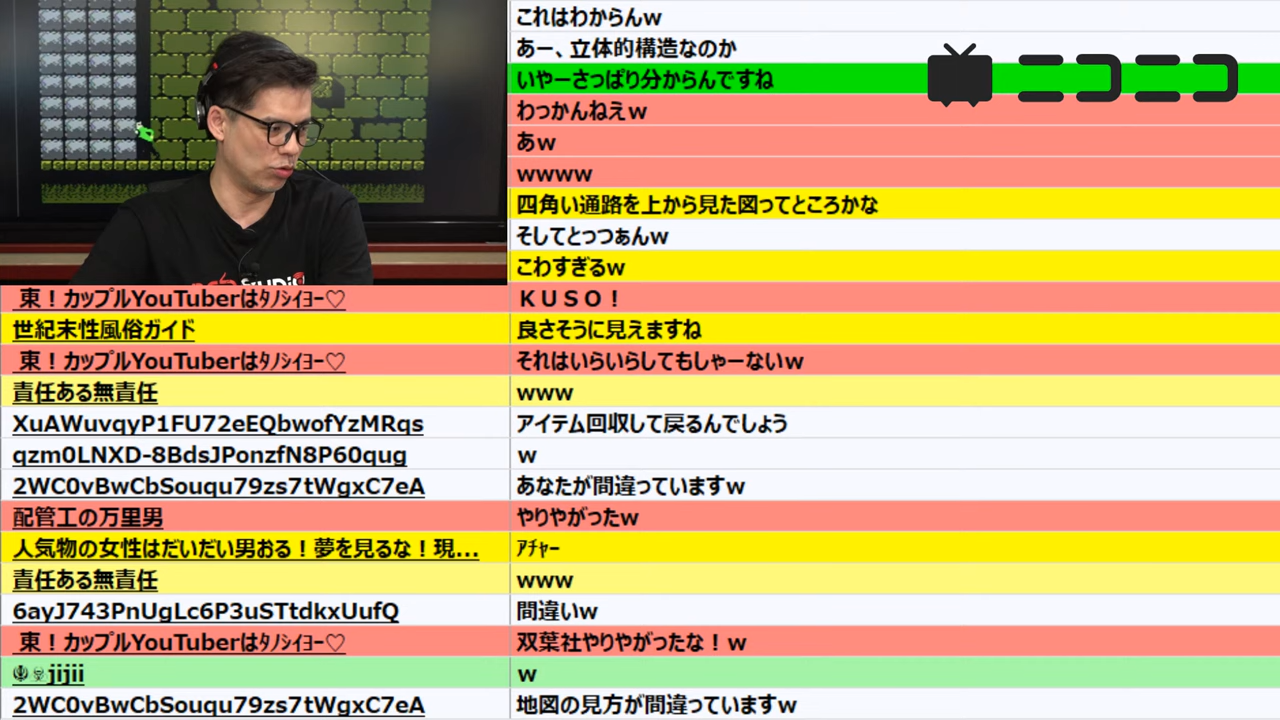 これはわからんw
あー、立体的構造なのか
いやーさっぱり分からんですね
ニコニコ
わっかんねえw
あw
wwww
四角い通路を上から見た図ってところかな
そしてとっつぁんw
こわすぎるw
東！カップルYouTuberはﾀﾉｼｲﾖｰ♡ ＫＵＳＯ！
世紀末性風俗ガイド 良さそうに見えますね
東！カップルYouTuberはﾀﾉｼｲﾖｰ♡ それはいらいらしてもしゃーないw
責任ある無責任 www
XuAWuvqyP1FU72eEQbwofYzMRqs アイテム回収して戻るんでしょう
qzm0LNXD-8BdsJPonzfN8P60qug w
2WC0vBwCbSouqu79zs7tWgxC7eA あなたが間違っていますw
配管工の万里男 やりやがったw
人気物の女性はだいだい男おる！夢を見るな！現... ｱﾁｬｰ
責任ある無責任 www
6ayJ743PnUgLc6P3uSTtdkxUufQ 間違いw
東！カップルYouTuberはﾀﾉｼｲﾖｰ♡ 双葉社やりやがったな！w
jijii w
2WC0vBwCbSouqu79zs7tWgxC7eA 地図の見方が間違っていますw